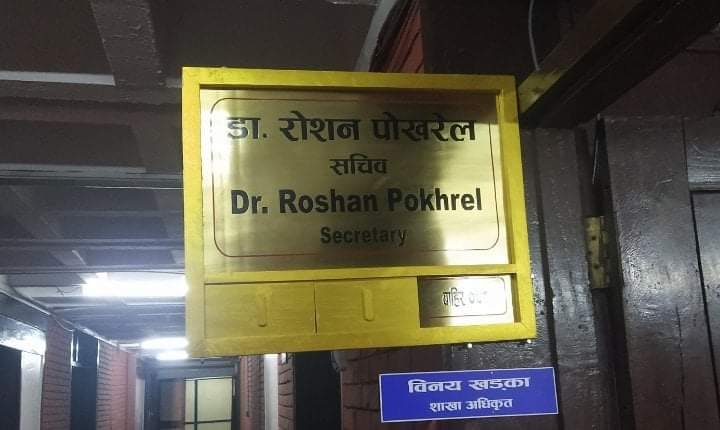 डा. रोशन पोखरेल
सचिव
Dr. Roshan Pokhrel
Secretary
विनय खड्का
शाखा अधिकृत